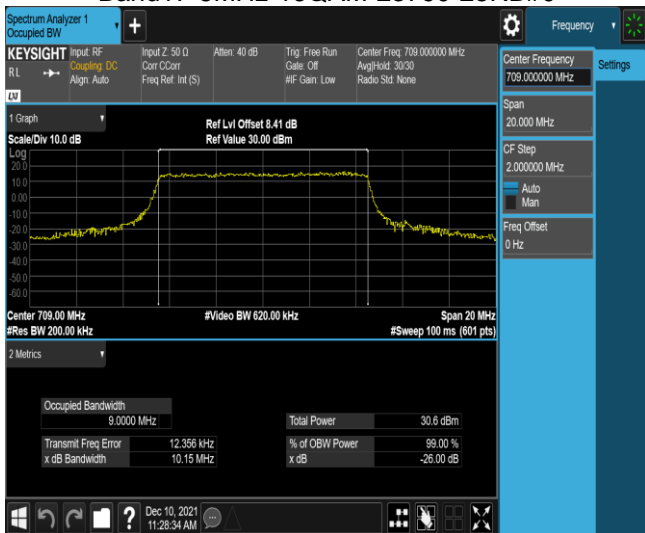 Spectrum Analyzer 1
Occupied BW
Frequency
KEYSIGHT
R L
Input: RF
Coupling: DC
Align: Auto
Input Z: 50 Ω
Corr CCorr
Freq Ref: Int (S)
Atten: 40 dB
Trig: Free Run
Gate: Off
#IF Gain: Low
Center Freq: 709.000000 MHz
Avg|Hold: 30/30
Radio Std: None
LXI
1 Graph
Scale/Div 10.0 dB
Ref Lvl Offset 8.41 dB
Ref Value 30.00 dBm
Log
20.0
10.0
0.00
-10.0
-20.0
-30.0
-40.0
-50.0
-60.0
Center 709.00 MHz
#Res BW 200.00 kHz
#Video BW 620.00 kHz
Span 20 MHz
#Sweep 100 ms (601 pts)
2 Metrics
Occupied Bandwidth
9.0000 MHz
Total Power 30.6 dBm
Transmit Freq Error 12.356 kHz
% of OBW Power 99.00 %
x dB Bandwidth 10.15 MHz
x dB -26.00 dB
Dec 10, 2021
11:28:34 AM
Center Frequency
709.000000 MHz
Settings
Span
20.000 MHz
CF Step
2.000000 MHz
Auto
Man
Freq Offset
0 Hz